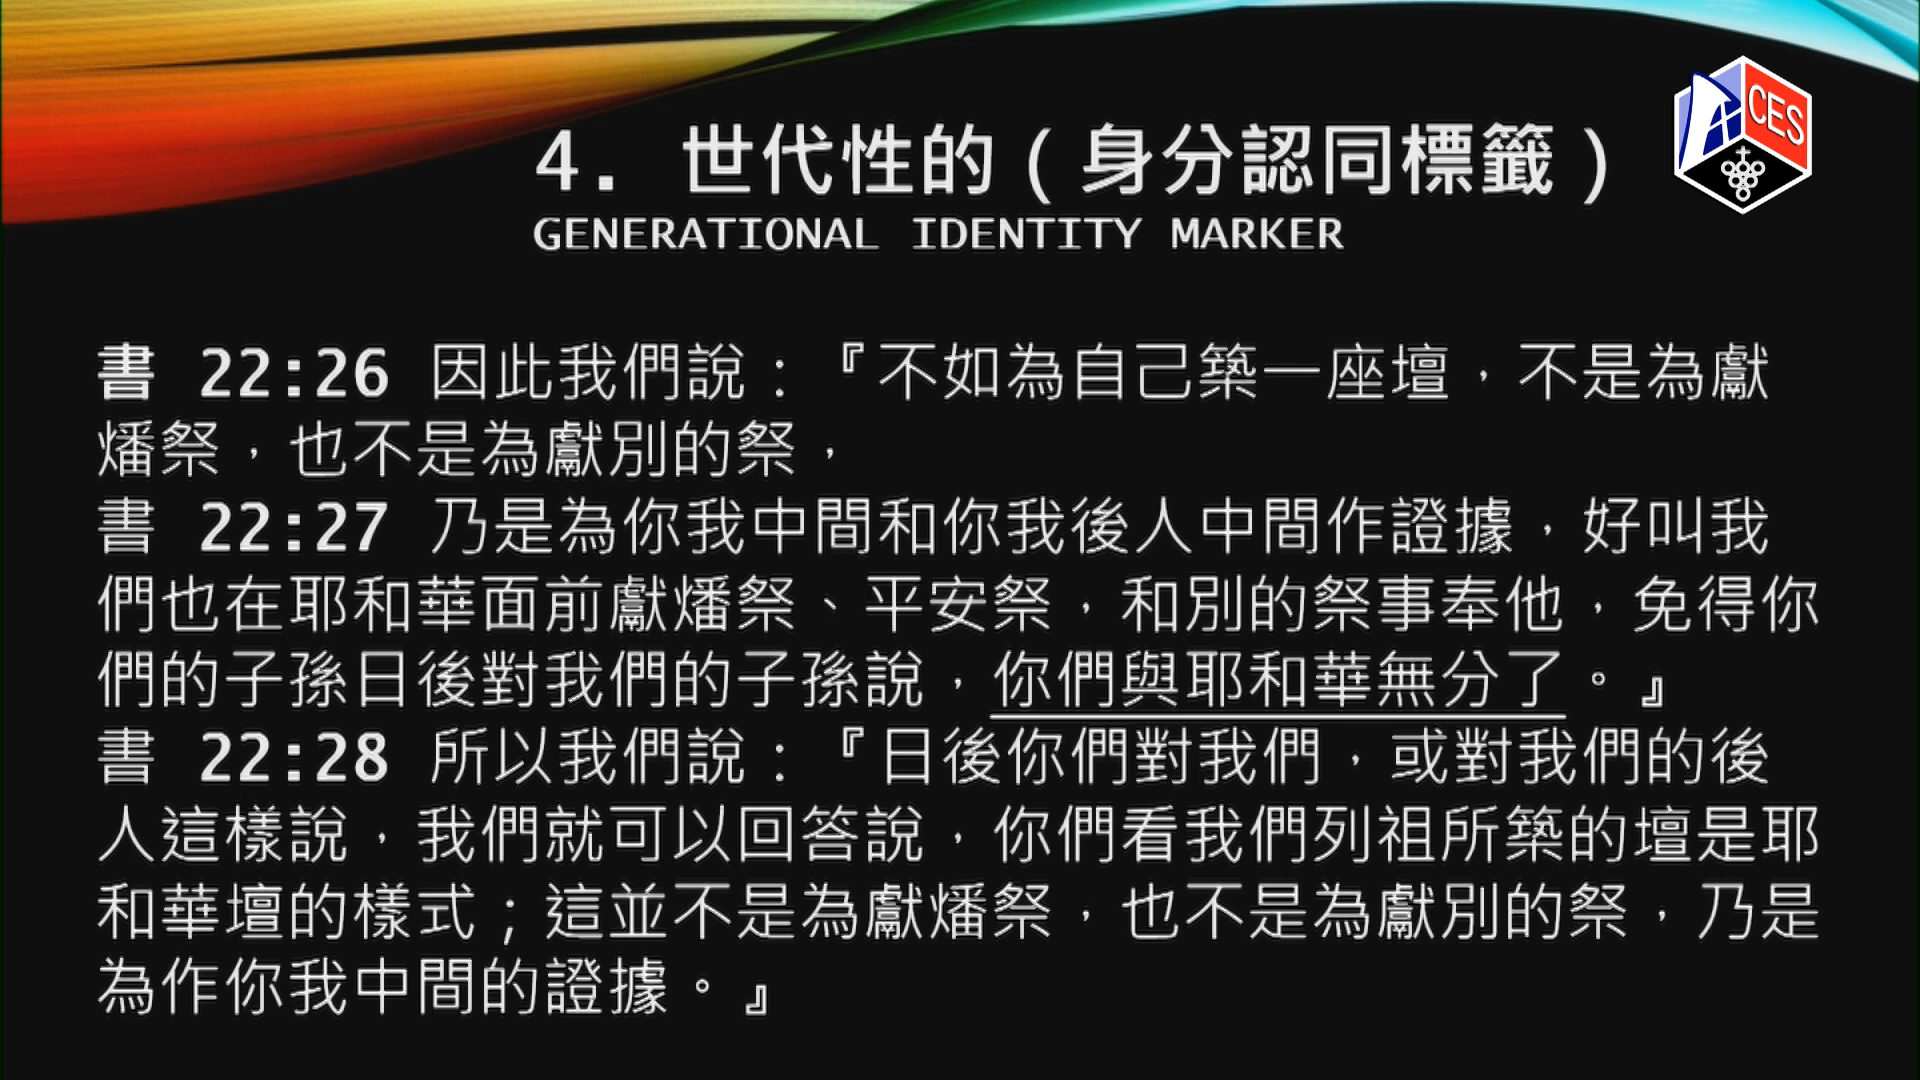 4. 世代性的(身分認同標籤)
GENERATIONAL IDENTITY MARKER
CES
書 22:26 因此我們說:『不如為自己築一座壇,不是為獻
燔祭,也不是為獻別的祭,
書 22:27 乃是為你我中間和你我後人中間作證據,好叫我
們也在耶和華面前獻燔祭、平安祭,和別的祭事奉他,免得你
們的子孫日後對我們的子孫說,你們與耶和華無分了。』
書 22:28 所以我們說:『日後你們對我們,或對我們的後
人這樣說,我們就可以回答說,你們看我們列祖所築的壇是耶
和華壇的樣式;這並不是為獻燔祭,也不是為獻別的祭,乃是
為作你我中間的證據。』